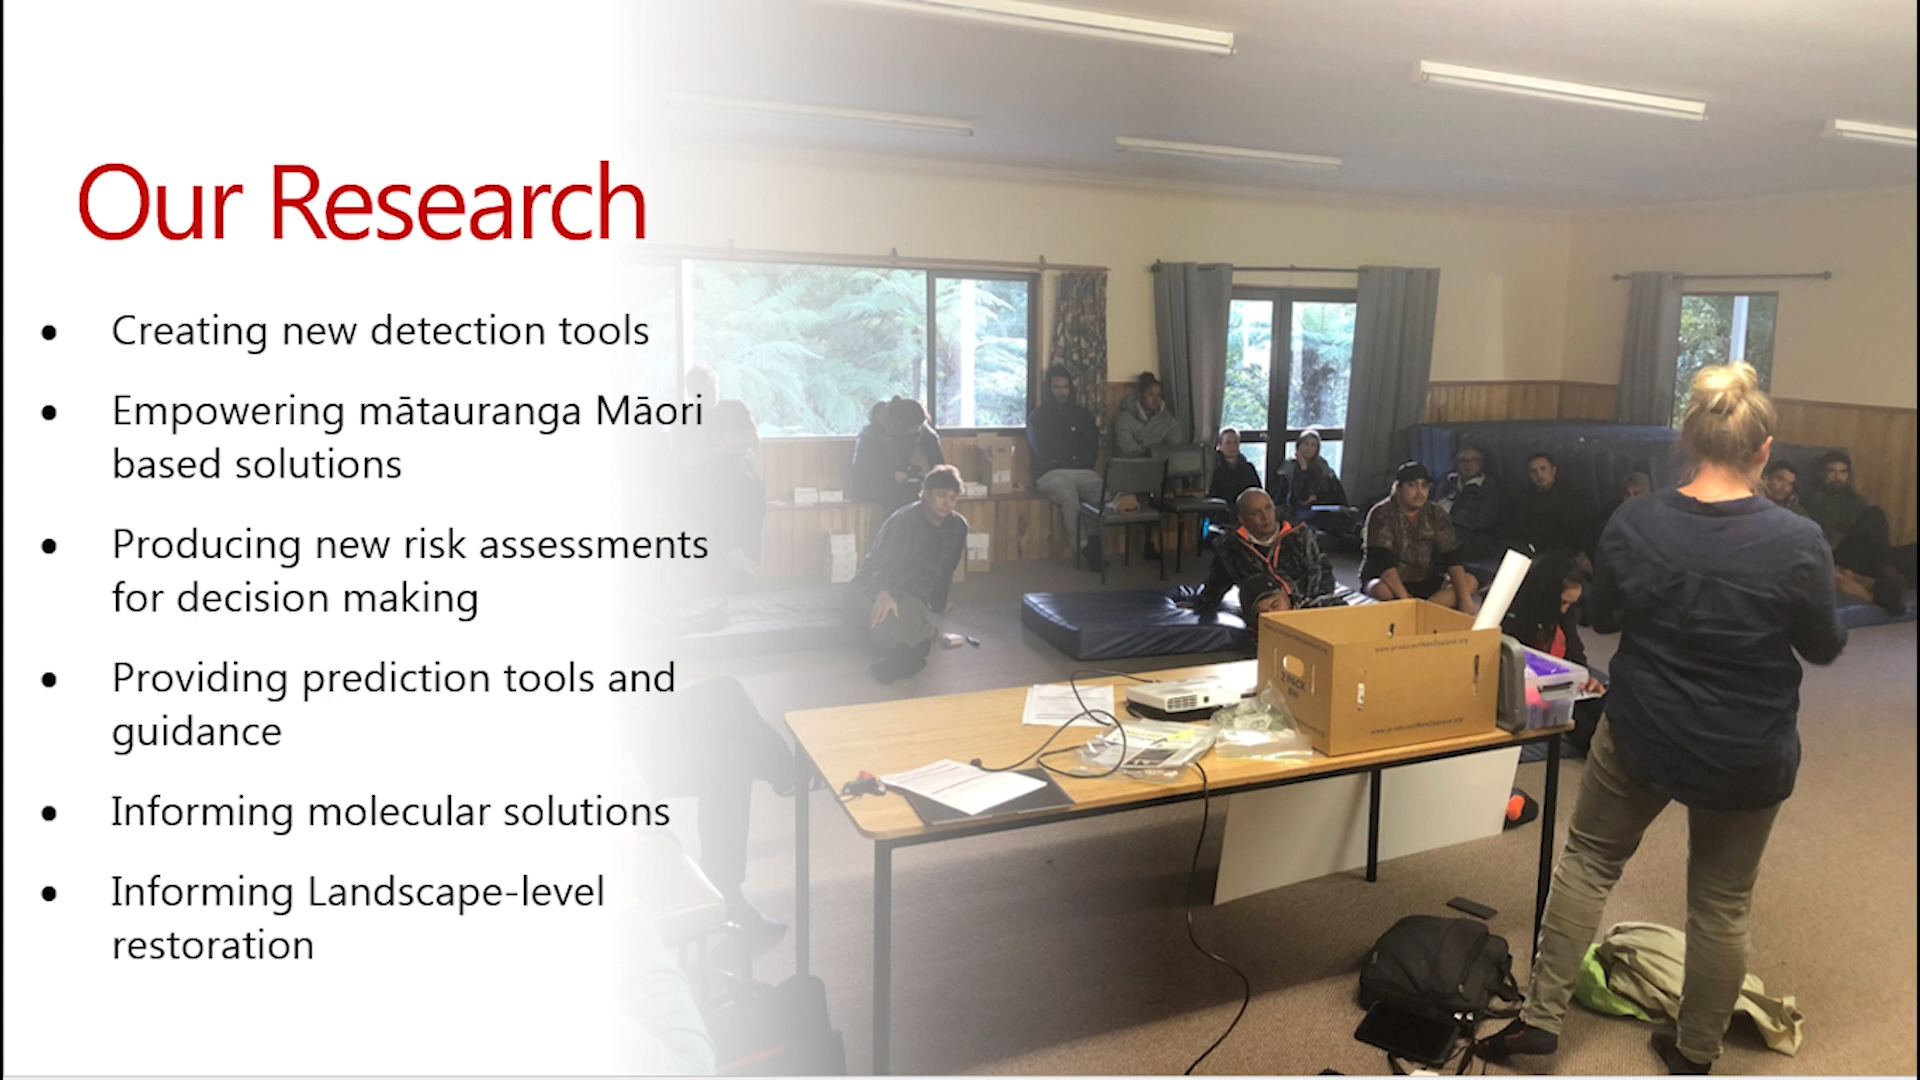 Our Research
• Creating new detection tools
• Empowering mātauranga Māori
based solutions
• Producing new risk assessments
for decision making
• Providing prediction tools and
guidance
• Informing molecular solutions
• Informing Landscape-level
restoration